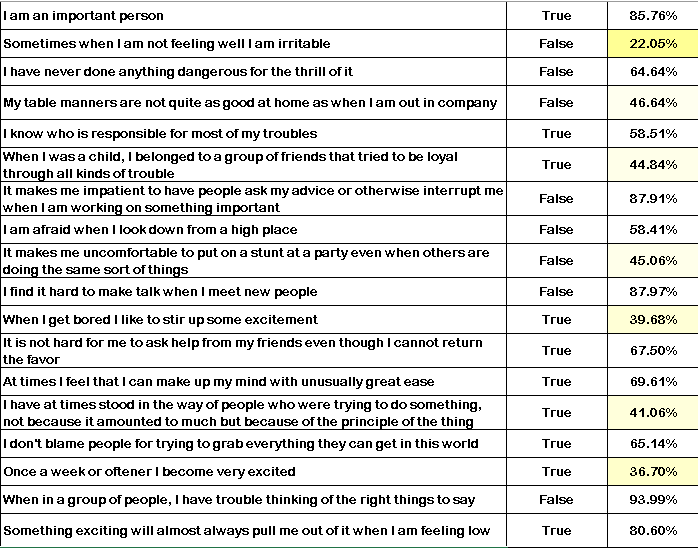 I am an important person True 85.76%
Sometimes when I am not feeling well I am irritable False 22.05%
I have never done anything dangerous for the thrill of it False 64.64%
My table manners are not quite as good at home as when I am out in company False 46.64%
I know who is responsible for most of my troubles True 58.51%
When I was a child, I belonged to a group of friends that tried to be loyal
through all kinds of trouble True 44.84%
It makes me impatient to have people ask my advice or otherwise interrupt me
when I am working on something important False 87.91%
I am afraid when I look down from a high place False 58.41%
It makes me uncomfortable to put on a stunt at a party even when others are
doing the same sort of things False 45.06%
I find it hard to make talk when I meet new people False 87.97%
When I get bored I like to stir up some excitement True 39.68%
It is not hard for me to ask help from my friends even though I cannot return
the favor True 67.50%
At times I feel that I can make up my mind with unusually great ease True 69.61%
I have at times stood in the way of people who were trying to do something,
not because it amounted to much but because of the principle of the thing True 41.06%
I don't blame people for trying to grab everything they can get in this world True 65.14%
Once a week or oftener I become very excited True 36.70%
When in a group of people, I have trouble thinking of the right things to say False 93.99%
Something exciting will almost always pull me out of it when I am feeling low True 80.60%